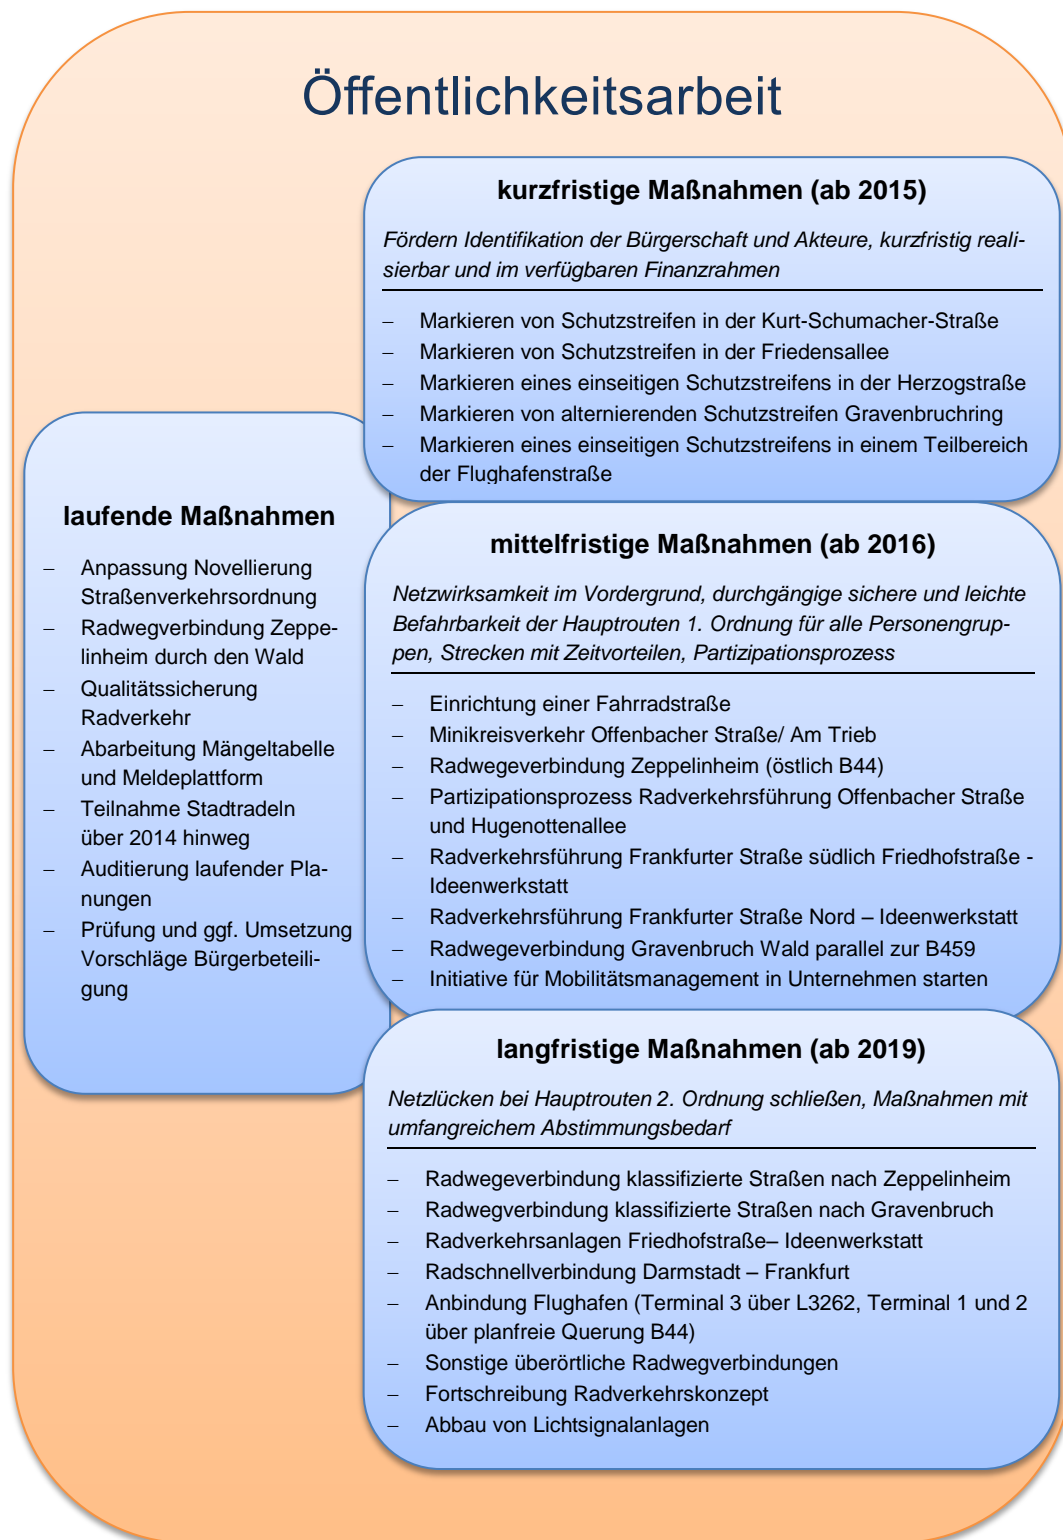 Öffentlichkeitsarbeit
kurzfristige Maßnahmen (ab 2015)
Fördern Identifikation der Bürgerschaft und Akteure, kurzfristig reali-
sierbar und im verfügbaren Finanzrahmen
– Markieren von Schutzstreifen in der Kurt-Schumacher-Straße
– Markieren von Schutzstreifen in der Friedensallee
– Markieren eines einseitigen Schutzstreifens in der Herzogstraße
– Markieren von alternierenden Schutzstreifen Gravenbruchring
– Markieren eines einseitigen Schutzstreifens in einem Teilbereich
der Flughafenstraße
laufende Maßnahmen
– Anpassung Novellierung
Straßenverkehrsordnung
– Radwegverbindung Zeppe-
linheim durch den Wald
– Qualitätssicherung
Radverkehr
– Abarbeitung Mängeltabelle
und Meldeplattform
– Teilnahme Stadtradeln
über 2014 hinweg
– Auditierung laufender Pla-
nungen
– Prüfung und ggf. Umsetzung
Vorschläge Bürgerbeteili-
gung
mittelfristige Maßnahmen (ab 2016)
Netzwirksamkeit im Vordergrund, durchgängige sichere und leichte
Befahrbarkeit der Hauptrouten 1. Ordnung für alle Personengrup-
pen, Strecken mit Zeitvorteilen, Partizipationsprozess
– Einrichtung einer Fahrradstraße
– Minikreisverkehr Offenbacher Straße/ Am Trieb
– Radwegeverbindung Zeppelinheim (östlich B44)
– Partizipationsprozess Radverkehrsführung Offenbacher Straße
und Hugenottenallee
– Radverkehrsführung Frankfurter Straße südlich Friedhofstraße -
Ideenwerkstatt
– Radverkehrsführung Frankfurter Straße Nord – Ideenwerkstatt
– Radwegeverbindung Gravenbruch Wald parallel zur B459
– Initiative für Mobilitätsmanagement in Unternehmen starten
langfristige Maßnahmen (ab 2019)
Netzlücken bei Hauptrouten 2. Ordnung schließen, Maßnahmen mit
umfangreichem Abstimmungsbedarf
– Radwegeverbindung klassifizierte Straßen nach Zeppelinheim
– Radwegverbindung klassifizierte Straßen nach Gravenbruch
– Radverkehrsanlagen Friedhofstraße– Ideenwerkstatt
– Radschnellverbindung Darmstadt – Frankfurt
– Anbindung Flughafen (Terminal 3 über L3262, Terminal 1 und 2
über planfreie Querung B44)
– Sonstige überörtliche Radwegverbindungen
– Fortschreibung Radverkehrskonzept
– Abbau von Lichtsignalanlagen